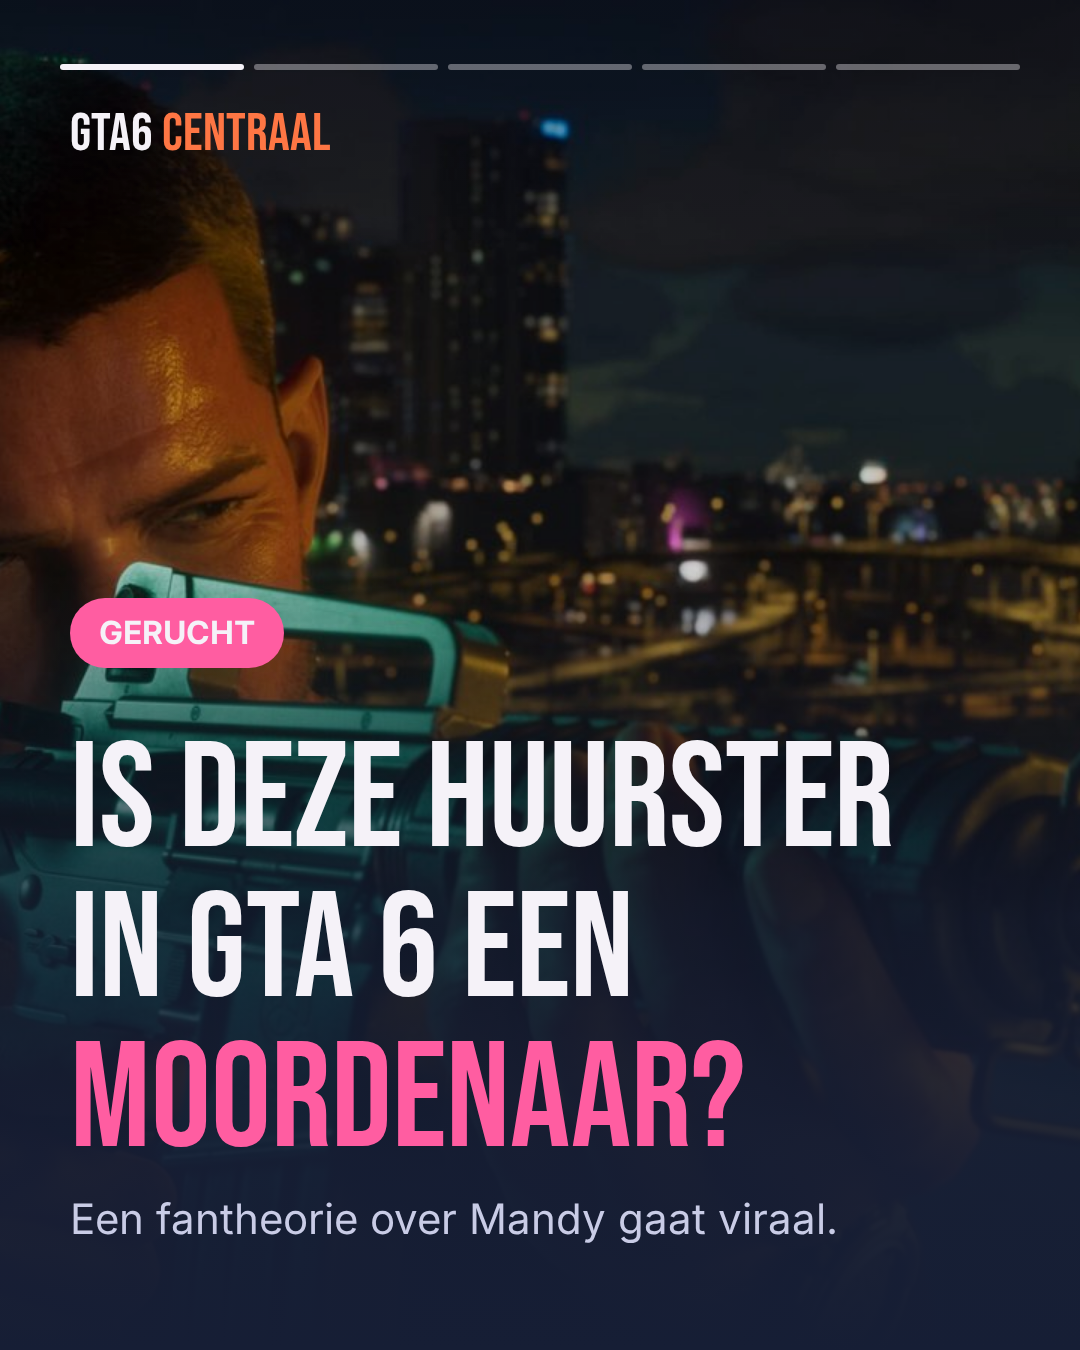 GTA6 CENTRAAL
GERUCHT
IS DEZE HUURSTER
IN GTA 6 EEN
MOORDENAAR?
Een fantheorie over Mandy gaat viraal.